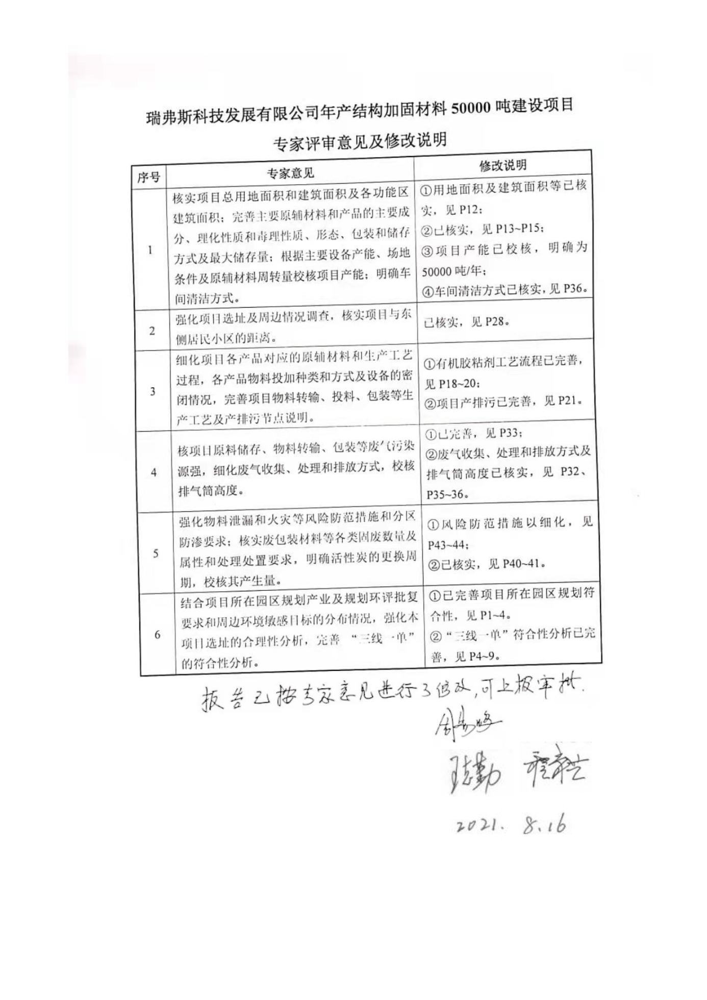 瑞弗斯科技发展有限公司年产结构加固材料 50000 吨建设项目
专家评审意见及修改说明
序号
专家意见
修改说明
1
核实项目总用地面积和建筑面积及各功能区
建筑面积；完善主要原辅材料和产品的主要成
分、理化性质和毒理性质、形态、包装和储存
方式及最大储存量；根据主要设备产能、场地
条件及原辅材料周转量校核项目产能；明确车
间清洁方式。
①用地面积及建筑面积等已核
实，见 P12；
②已核实，见 P13~P15；
③项目产能已校核，明确为
50000 吨/年；
④车间清洁方式已核实，见 P36。
2
强化项目选址及周边情况调查，核实项目与东
侧居民小区的距离。
已核实，见 P28。
3
细化项目各产品对应的原辅材料和生产工艺
过程，各产品物料投加种类和方式及设备的密
闭情况，完善项目物料转输、投料、包装等生
产工艺及产排污节点说明。
①有机胶粘剂工艺流程已完善，
见 P18~20；
②项目产排污已完善，见 P21。
4
核项目原料储存、物料转输、包装等废气污染
源强，细化废气收集、处理和排放方式，校核
排气筒高度。
①已完善，见 P33；
②废气收集、处理和排放方式及
排气筒高度已核实，见 P32、
P35~36。
5
强化物料泄漏和火灾等风险防范措施和分区
防渗要求；核实废包装材料等各类固废数量及
属性和处理处置要求，明确活性炭的更换周
期，校核其产生量。
①风险防范措施以细化，见
P43~44；
②已核实，见 P40~41。
6
结合项目所在园区规划产业及规划环评批复
要求和周边环境敏感目标的分布情况，强化本
项目选址的合理性分析，完善 “三线一单”
的符合性分析。
①已完善项目所在园区规划符
合性，见 P1~4。
②“三线一单”符合性分析已完
善，见 P4~9。
报告已按专家意见进行了修改,可上报审批.
王志勤
2021. 8.16